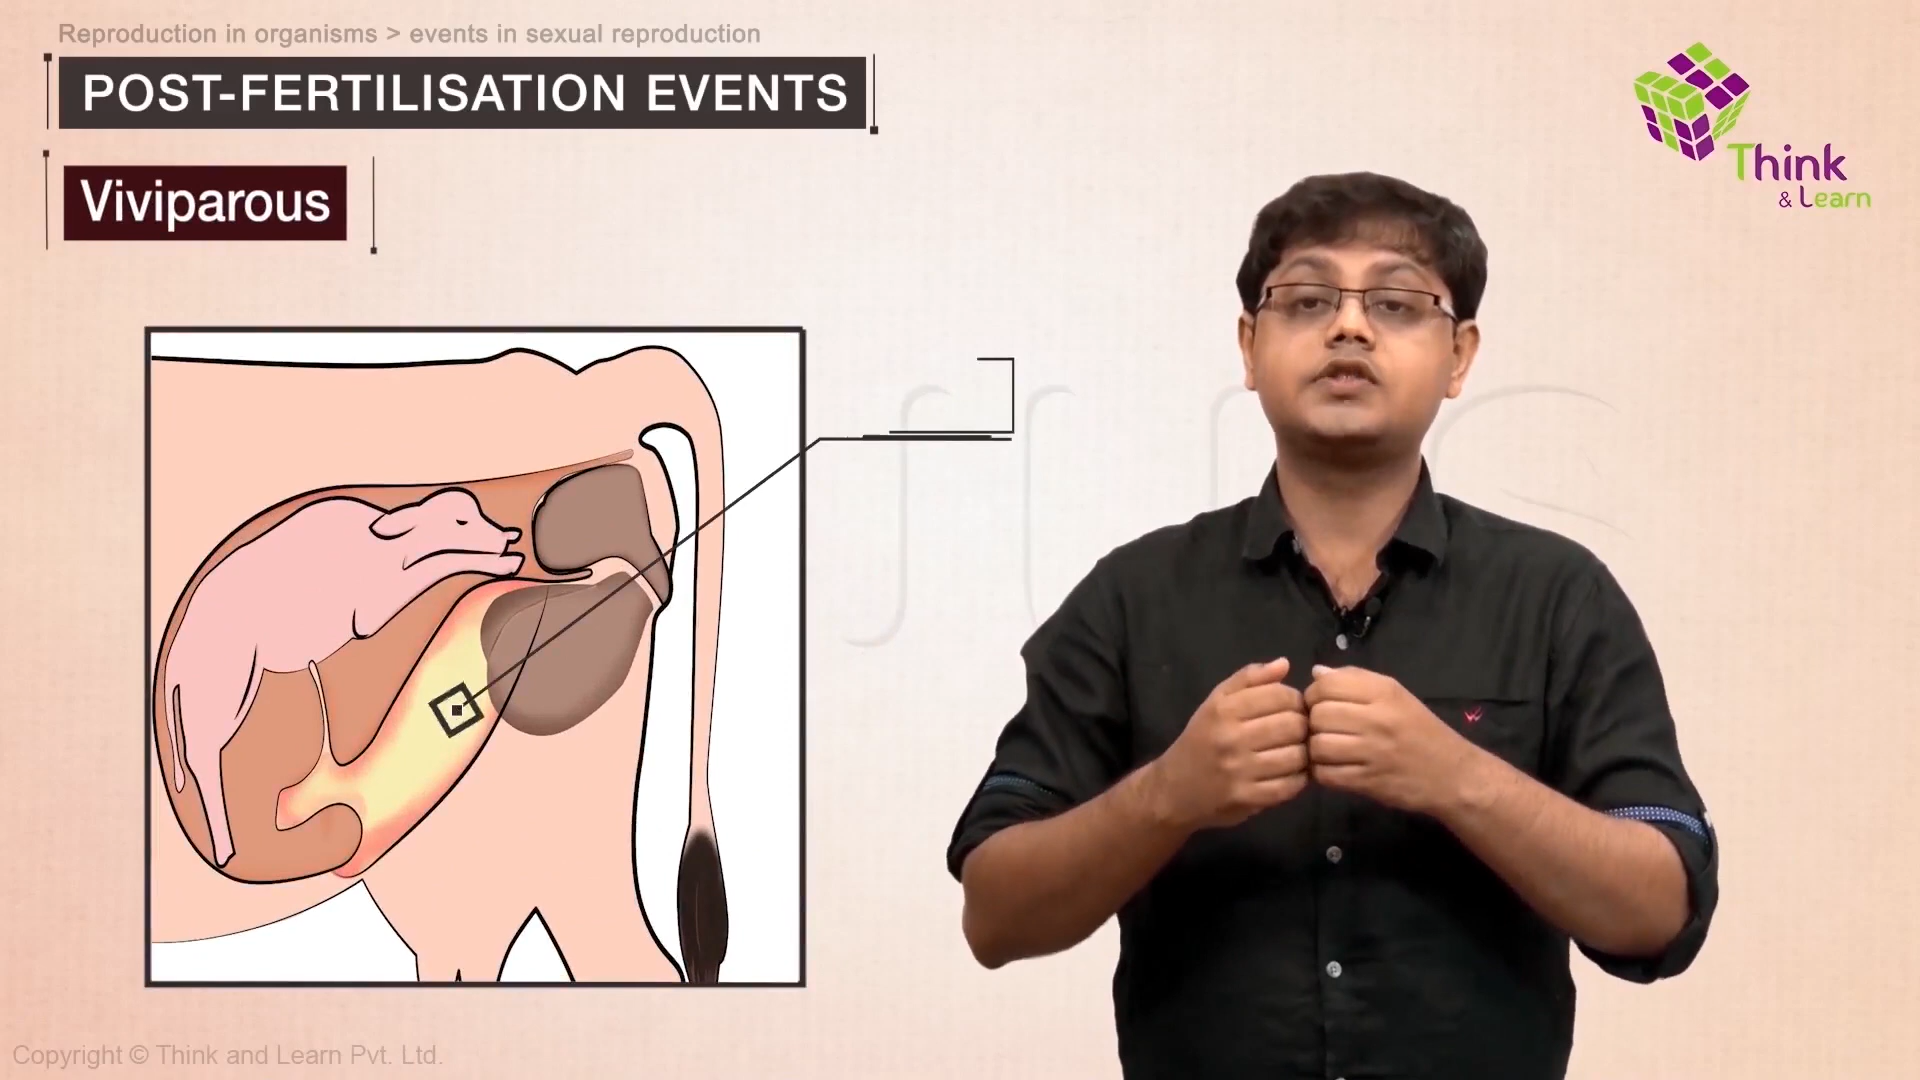 Reproduction in organisms > events in sexual reproduction
POST-FERTILISATION EVENTS
Viviparous
Think
& Learn
Copyright © Think and Learn Pvt. Ltd.